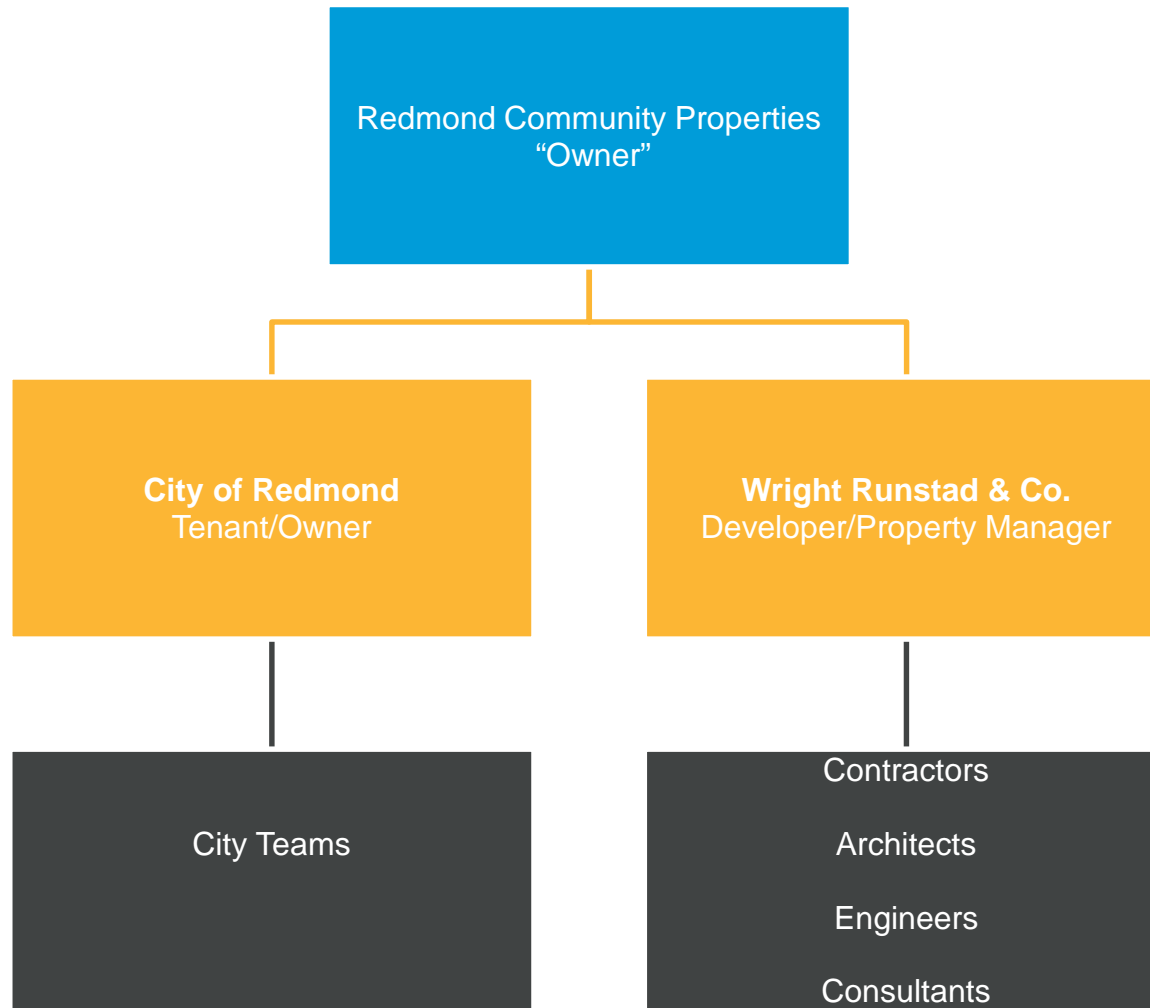 Redmond Community Properties
“Owner”
City of Redmond
Tenant/Owner
Wright Runstad & Co.
Developer/Property Manager
City Teams
Contractors
Architects
Engineers
Consultants